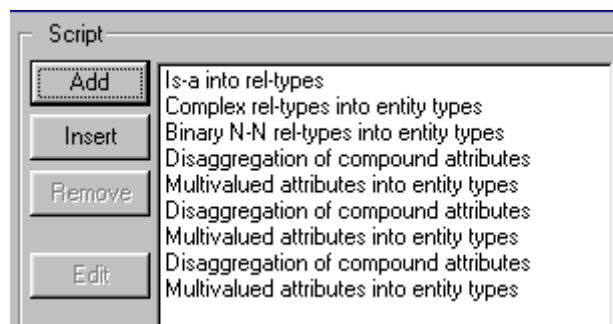 Script
Add
Insert
Remove
Edit
Is-a into rel-types
Complex rel-types into entity types
Binary N-N rel-types into entity types
Disaggregation of compound attributes
Multivalued attributes into entity types
Disaggregation of compound attributes
Multivalued attributes into entity types
Disaggregation of compound attributes
Multivalued attributes into entity types